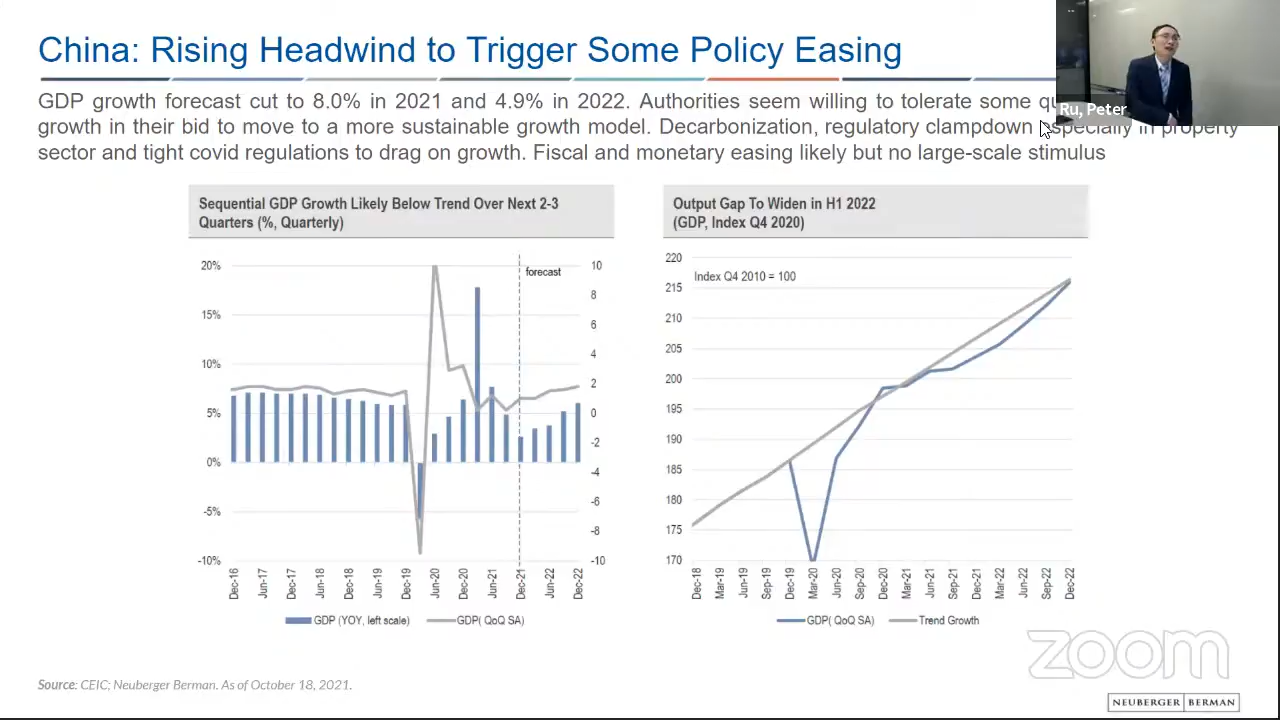 China: Rising Headwind to Trigger Some Policy Easing
Ru, Peter
GDP growth forecast cut to 8.0% in 2021 and 4.9% in 2022. Authorities seem willing to tolerate some
growth in their bid to move to a more sustainable growth model. Decarbonization, regulatory clampdown especially in property
sector and tight covid regulations to drag on growth. Fiscal and monetary easing likely but no large-scale stimulus
Sequential GDP Growth Likely Below Trend Over Next 2-3
Quarters (%, Quarterly)
20%
15%
10%
5%
0%
-5%
-10%
forecast
10
8
6
4
2
0
-2
-4
-6
-8
-10
Dec-16
Jun-17
Dec-17
Jun-18
Dec-18
Jun-19
Dec-19
Jun-20
Dec-20
Jun-21
Dec-21
Jun-22
Dec-22
GDP (YOY, left scale)
GDP( QoQ SA)
Output Gap To Widen in H1 2022
(GDP, Index Q4 2020)
220
215
210
205
200
195
190
185
180
175
170
Index Q4 2010 = 100
Dec-18
Mar-19
Jun-19
Sep-19
Dec-19
Mar-20
Jun-20
Sep-20
Dec-20
Mar-21
Jun-21
Sep-21
Dec-21
Mar-22
Jun-22
Sep-22
Dec-22
GDP( QoQ SA)
Trend Growth
zoom
Source: CEIC; Neuberger Berman. As of October 18, 2021.
NEUBERGER BERMAN